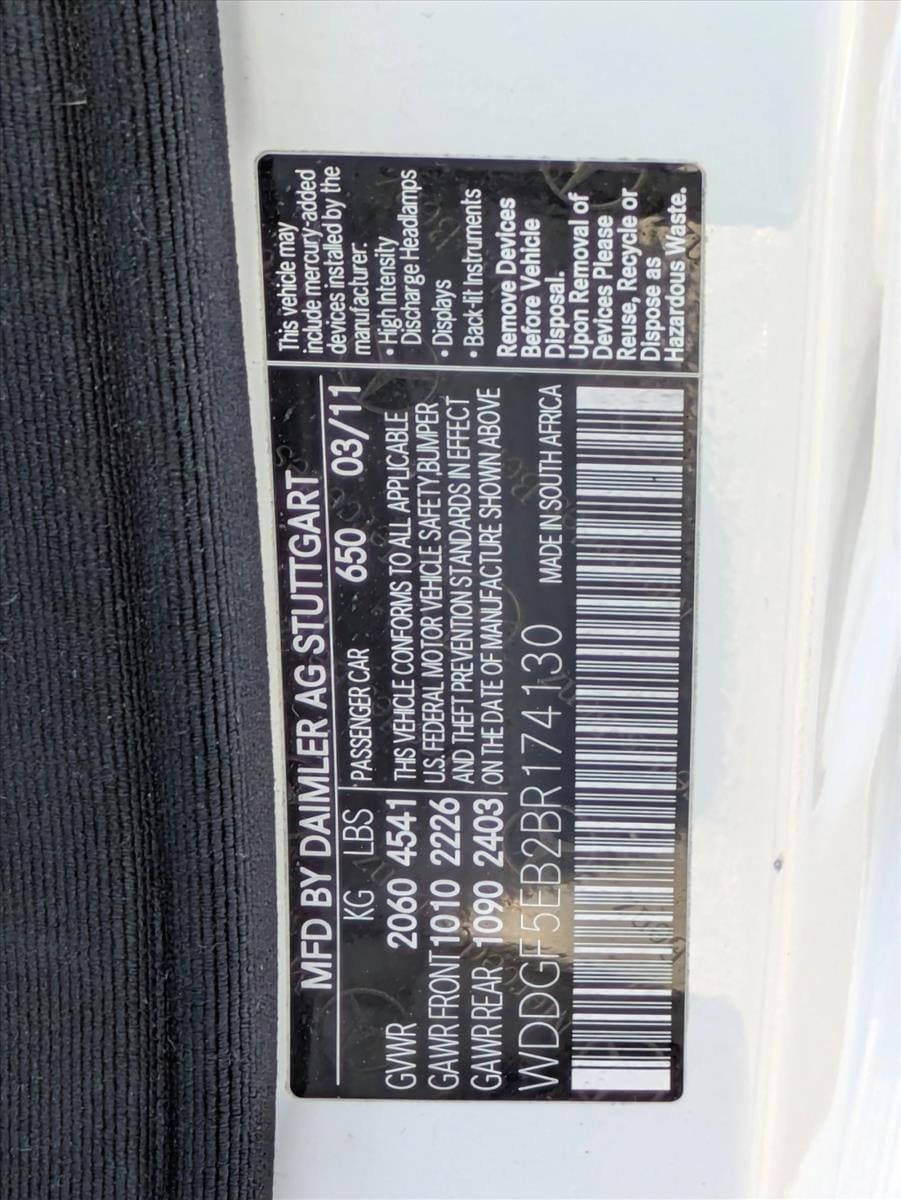 MFD BY DAIMLER AG STUTTGART
KG LBS PASSENGER CAR 650 03/11
GVWR 2060 4541
GAWR FRONT 1010 2226
GAWR REAR 1090 2403
THIS VEHICLE CONFORMS TO ALL APPLICABLE
U.S. FEDERAL MOTOR VEHICLE SAFETY,BUMPER,
AND THEFT PREVENTION STANDARDS IN EFFECT
ON THE DATE OF MANUFACTURE SHOWN ABOVE
WDDGF5EB2BR174130 MADE IN SOUTH AFRICA
This vehicle may
include mercury-added
devices installed by the
manufacturer:
• High Intensity
Discharge Headlamps
• Displays
• Back-lit Instruments
Remove Devices
Before Vehicle
Disposal.
Upon Removal of
Devices Please
Reuse, Recycle or
Dispose as
Hazardous Waste.